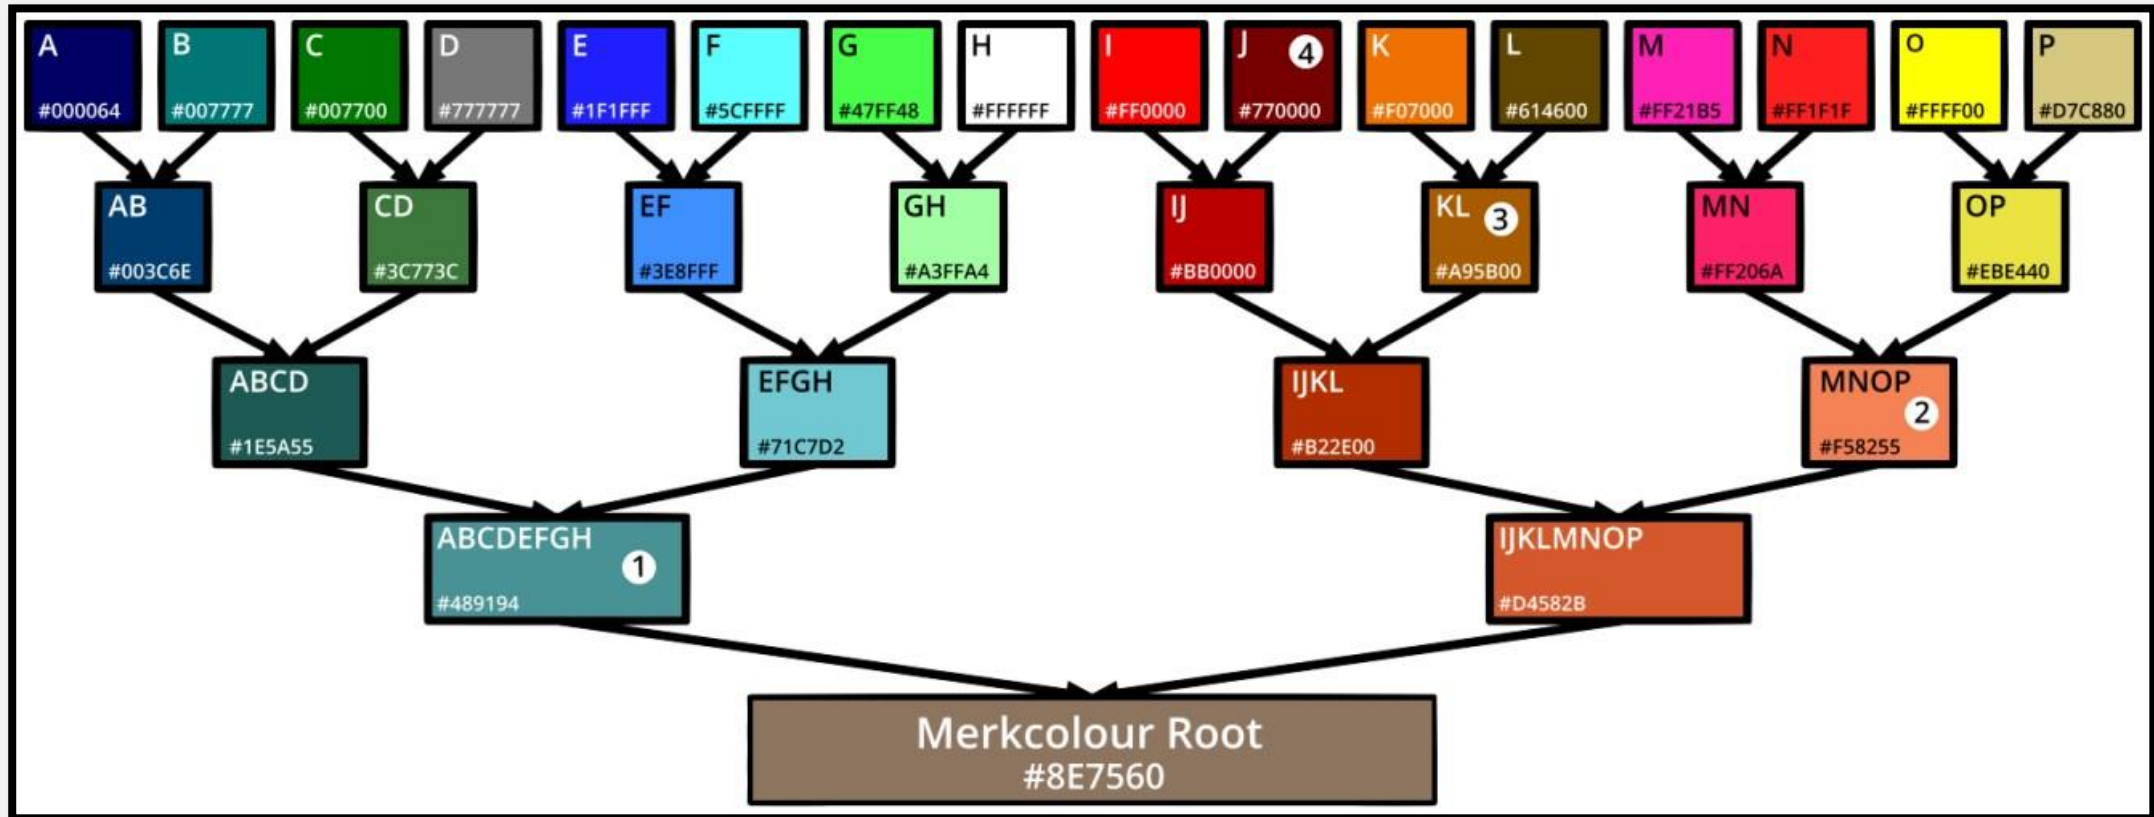 A
#000064
B
#007777
C
#007700
D
#777777
E
#1F1FFF
F
#5CFFFF
G
#47FF48
H
#FFFFFF
I
#FF0000
J 4
#770000
K
#F07000
L
#614600
M
#FF21B5
N
#FF1F1F
O
#FFFF00
P
#D7C880
AB
#003C6E
CD
#3C773C
EF
#3E8FFF
GH
#A3FFA4
IJ
#BB0000
KL 3
#A95B00
MN
#FF206A
OP
#EBE440
ABCD
#1E5A55
EFGH
#71C7D2
IJKL
#B22E00
MNOP
2
#F58255
ABCDEFGH
1
#489194
IJKLMNOP
#D4582B
Merkcolour Root
#8E7560